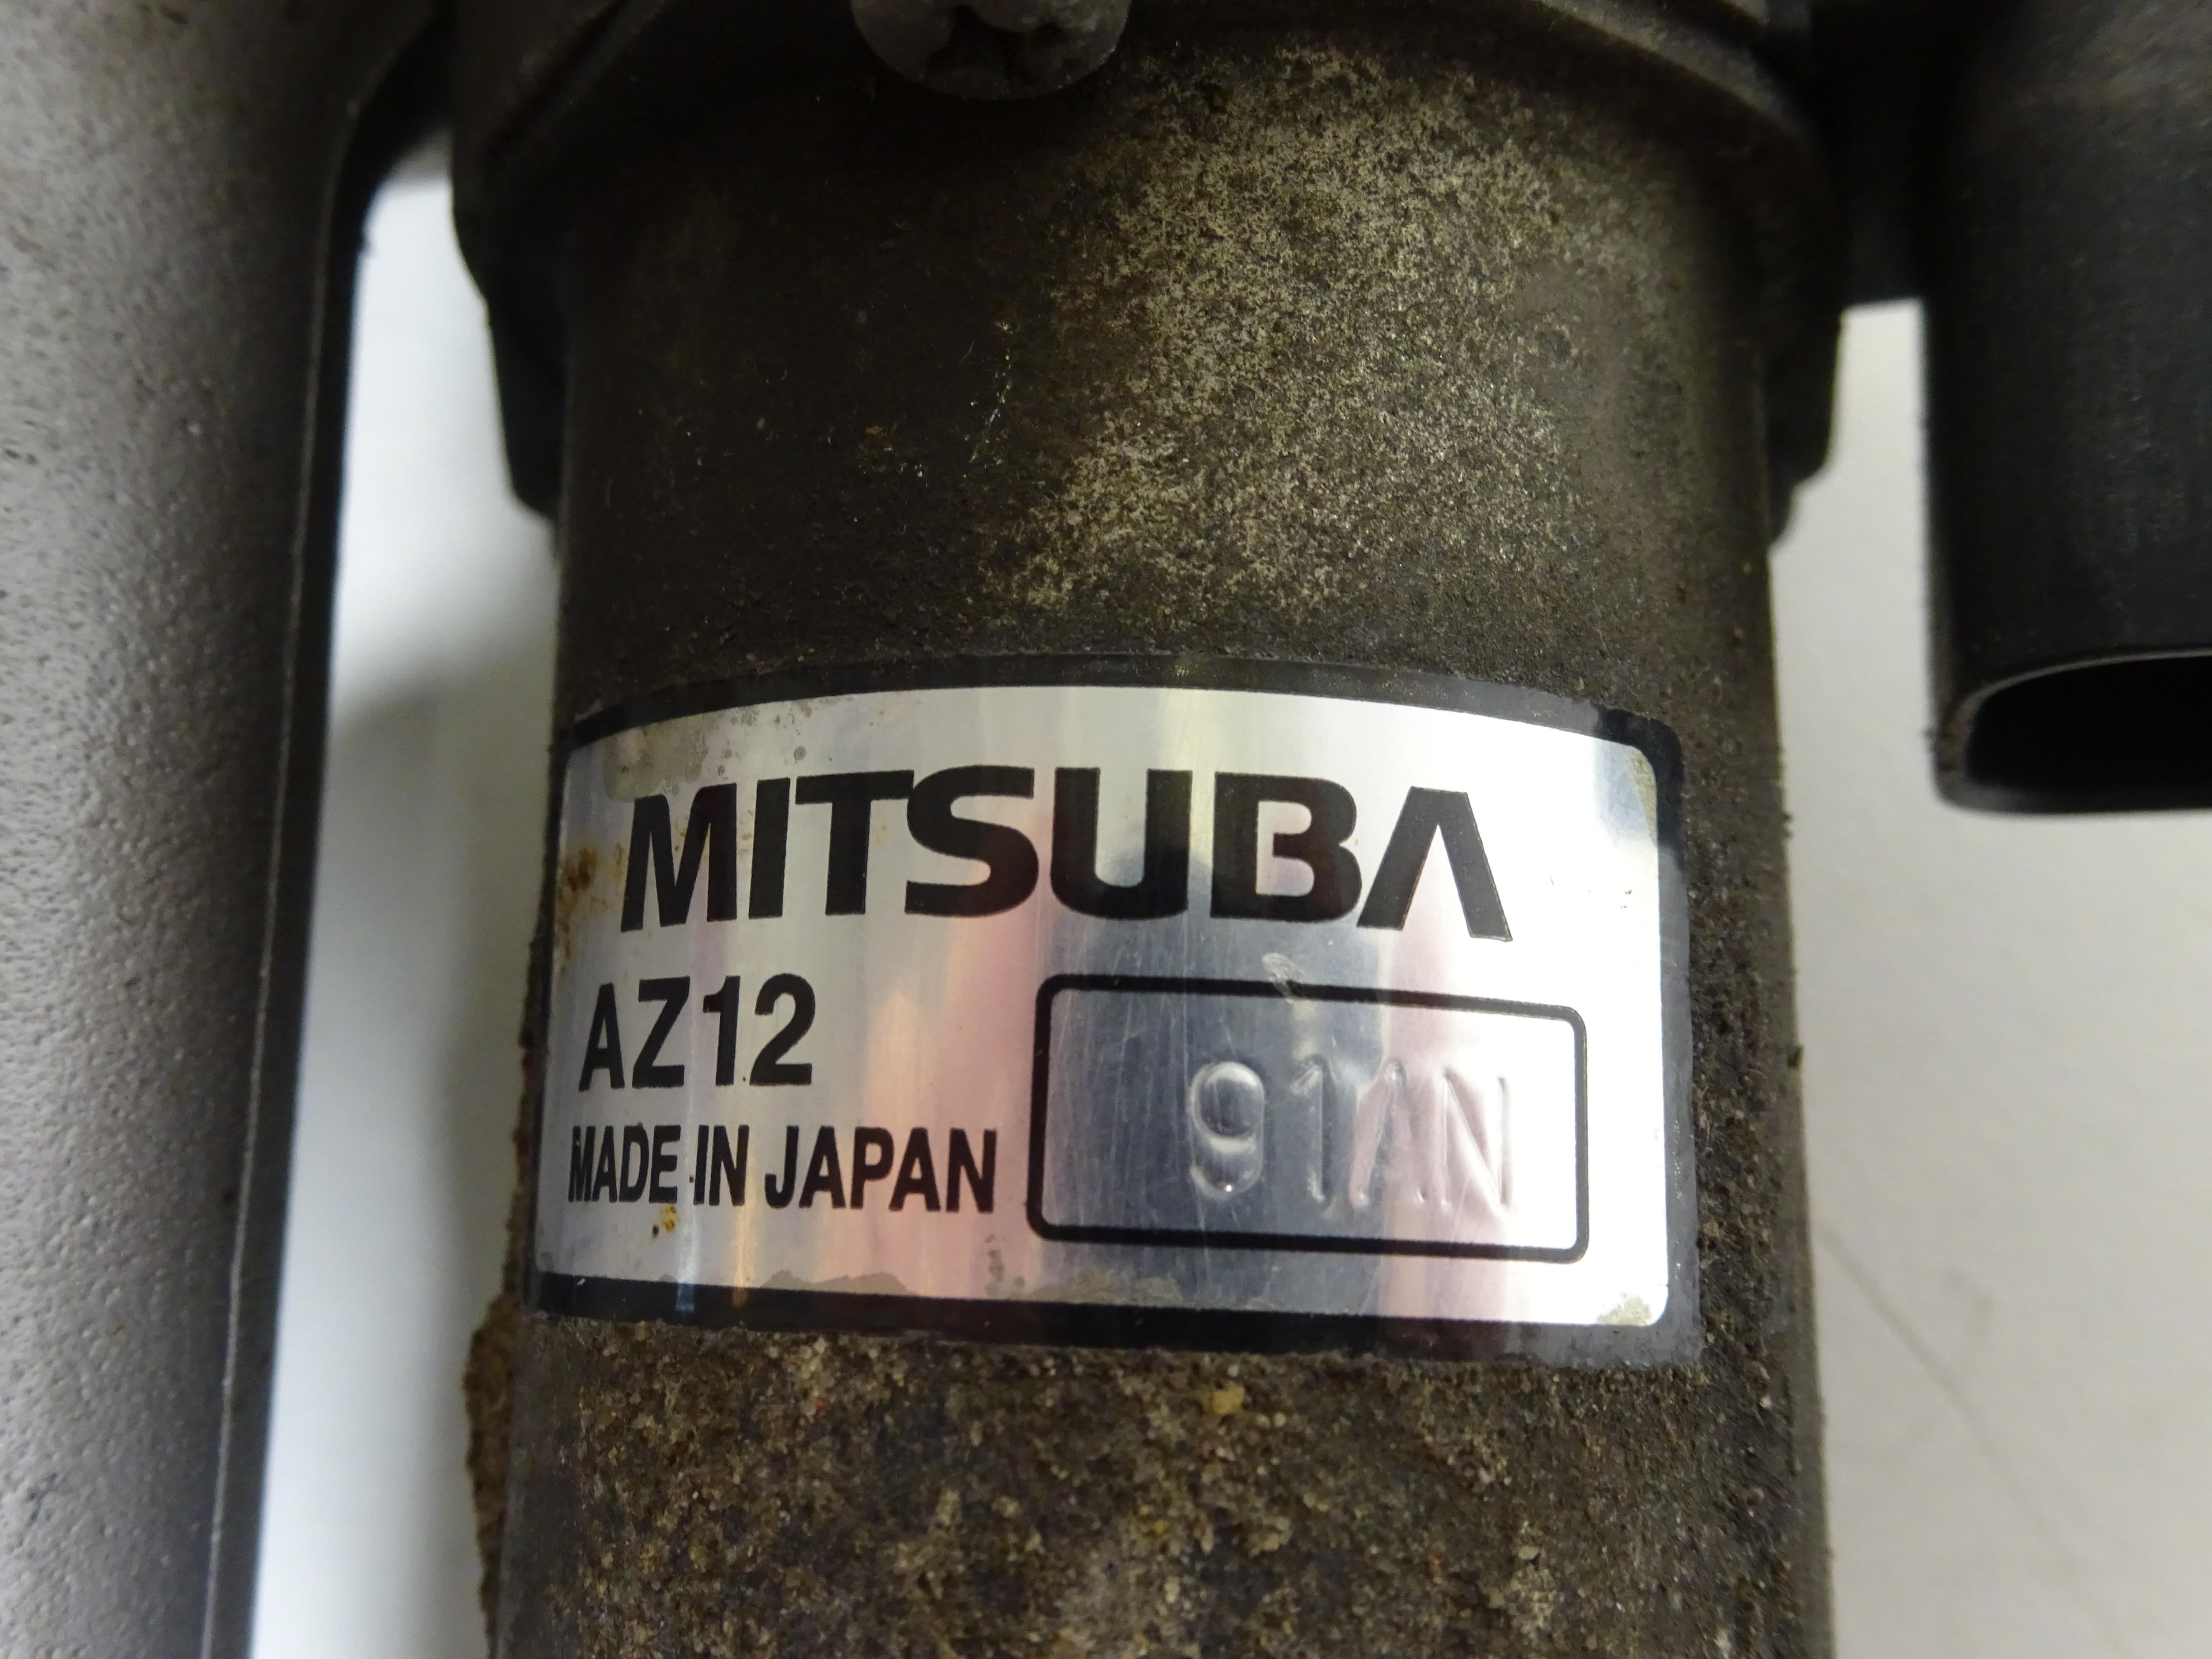 MITSUBA
AZ12
MADE IN JAPAN
91AN